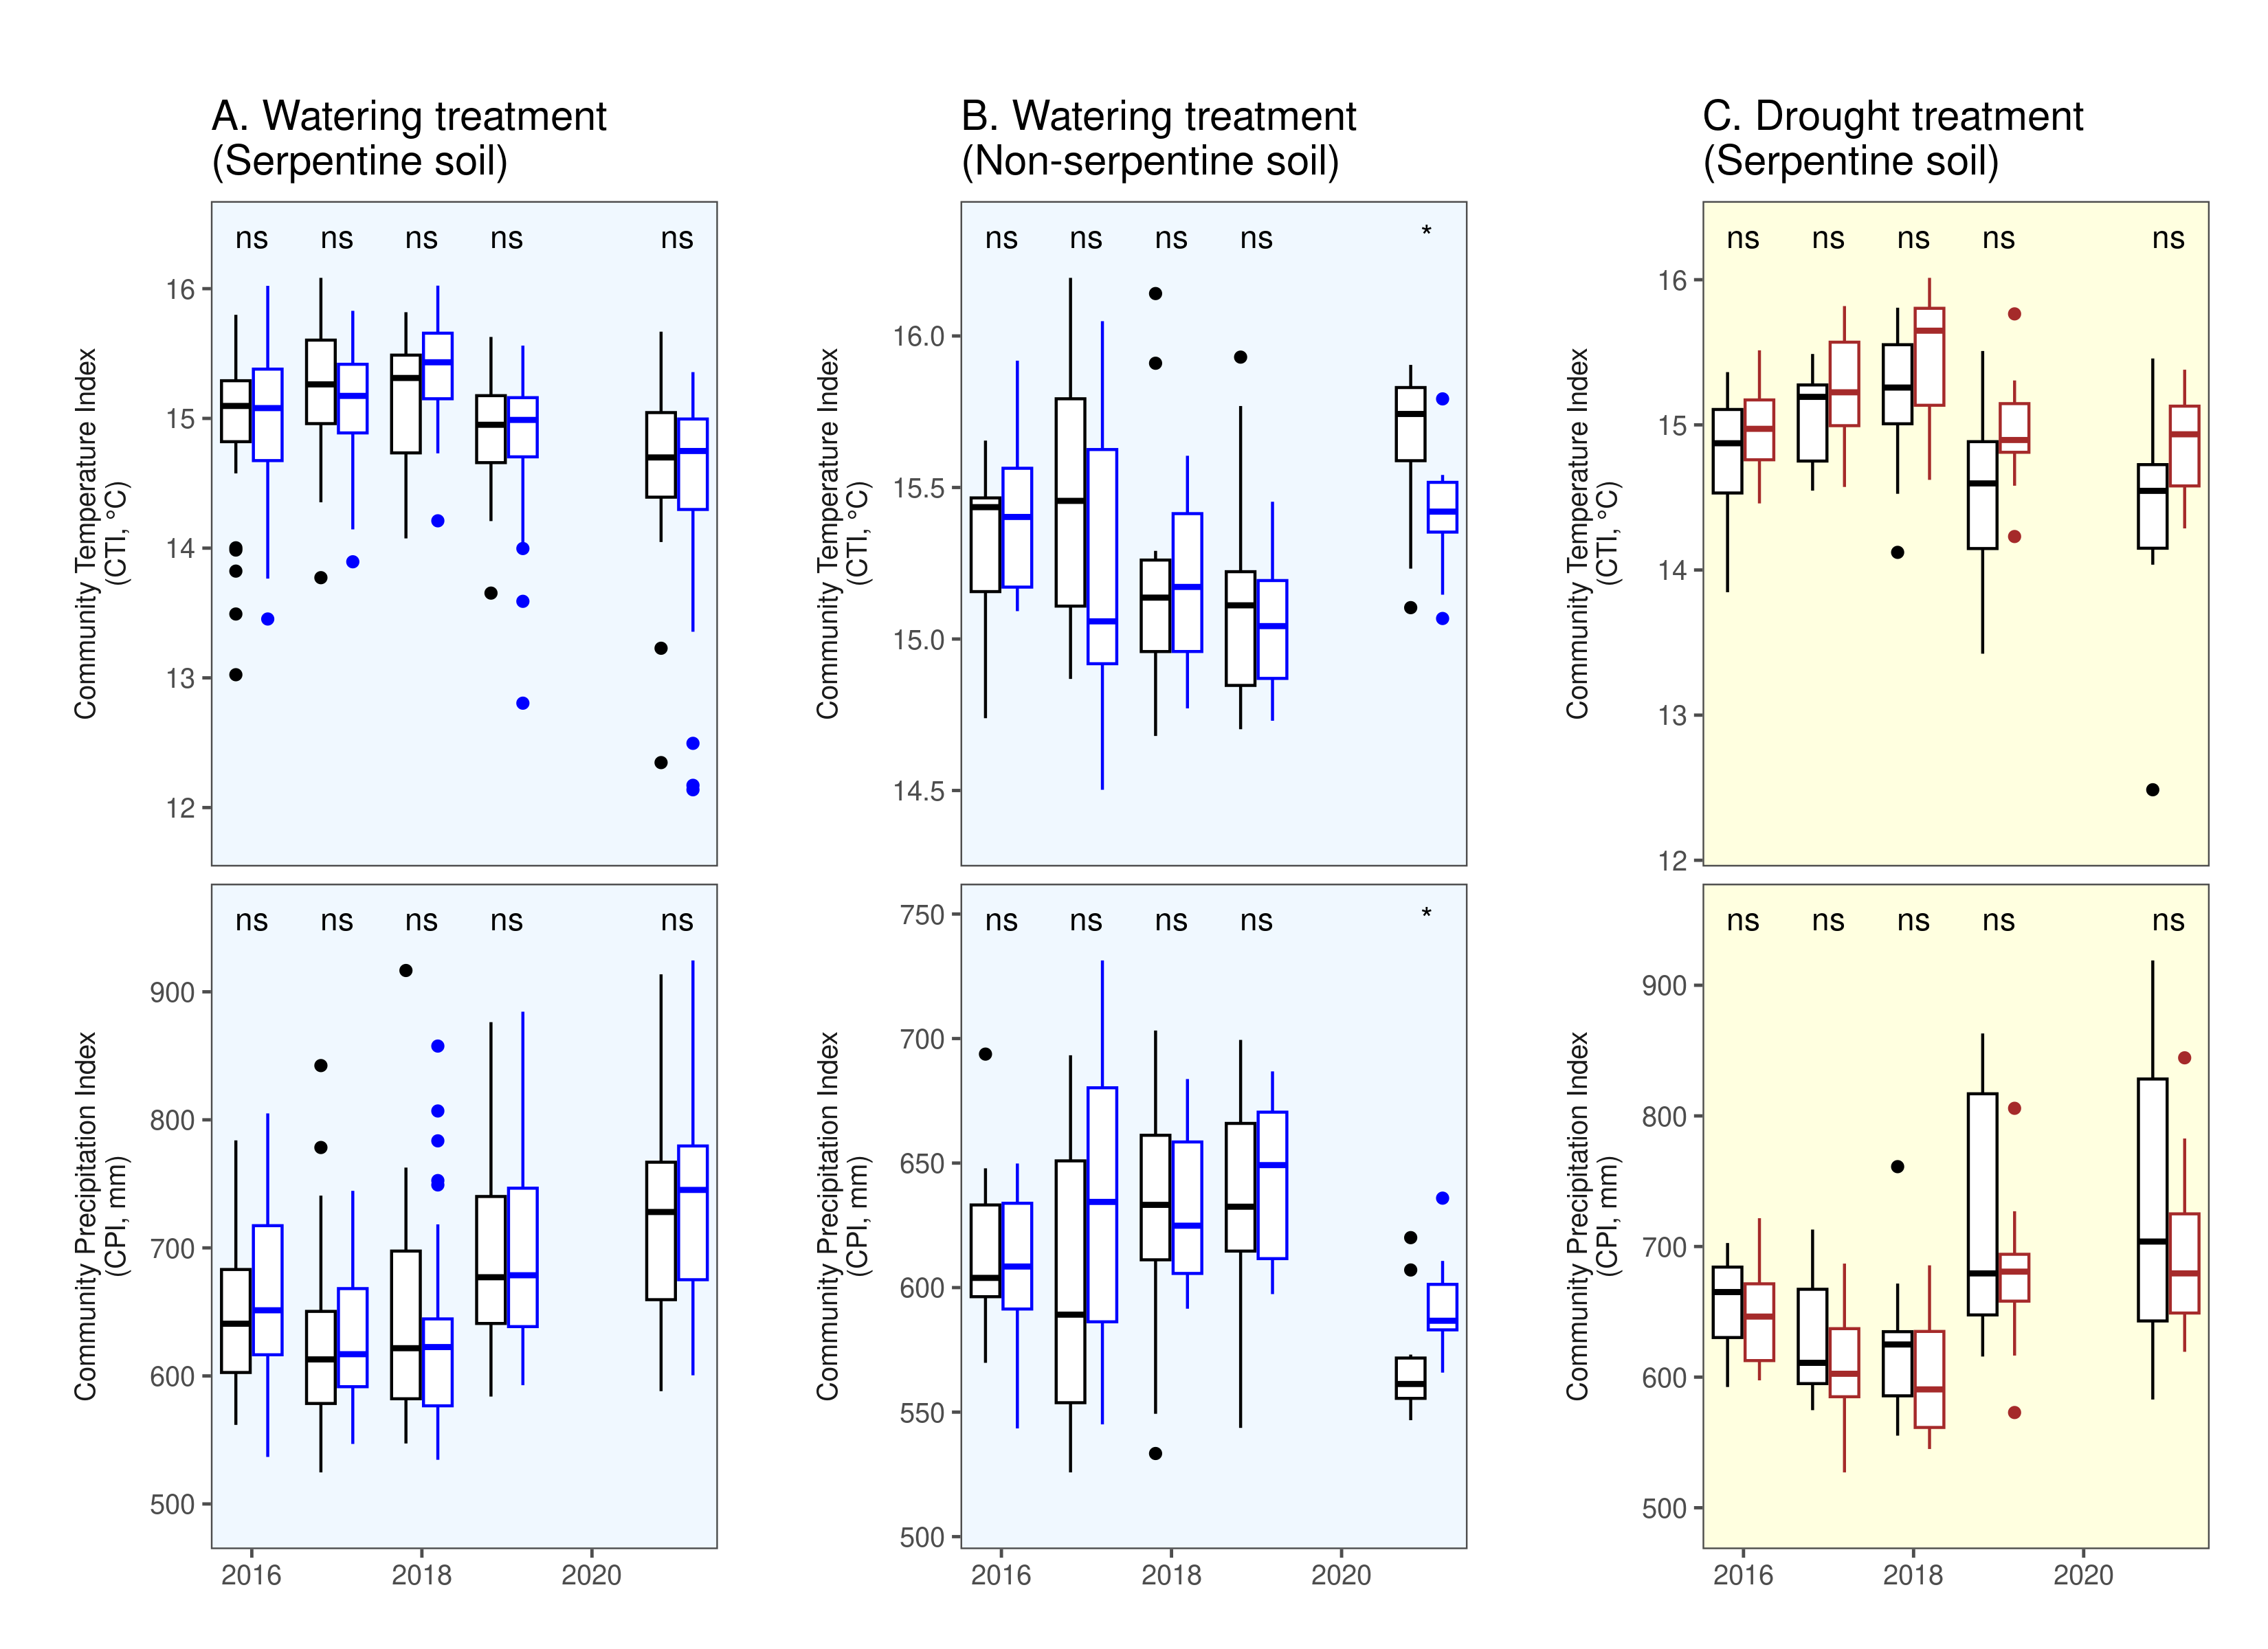 A. Watering treatment
(Serpentine soil)
B. Watering treatment
(Non-serpentine soil)
C. Drought treatment
(Serpentine soil)
Community Temperature Index
(CTI, °C)
16
15
14
13
12
ns ns ns ns ns
Community Temperature Index
(CTI, °C)
16.0
15.5
15.0
14.5
ns ns ns ns *
Community Temperature Index
(CTI, °C)
16
15
14
13
12
ns ns ns ns ns
Community Precipitation Index
(CPI, mm)
900
800
700
600
500
ns ns ns ns ns
2016 2018 2020
Community Precipitation Index
(CPI, mm)
750
700
650
600
550
500
ns ns ns ns *
2016 2018 2020
Community Precipitation Index
(CPI, mm)
900
800
700
600
500
ns ns ns ns ns
2016 2018 2020